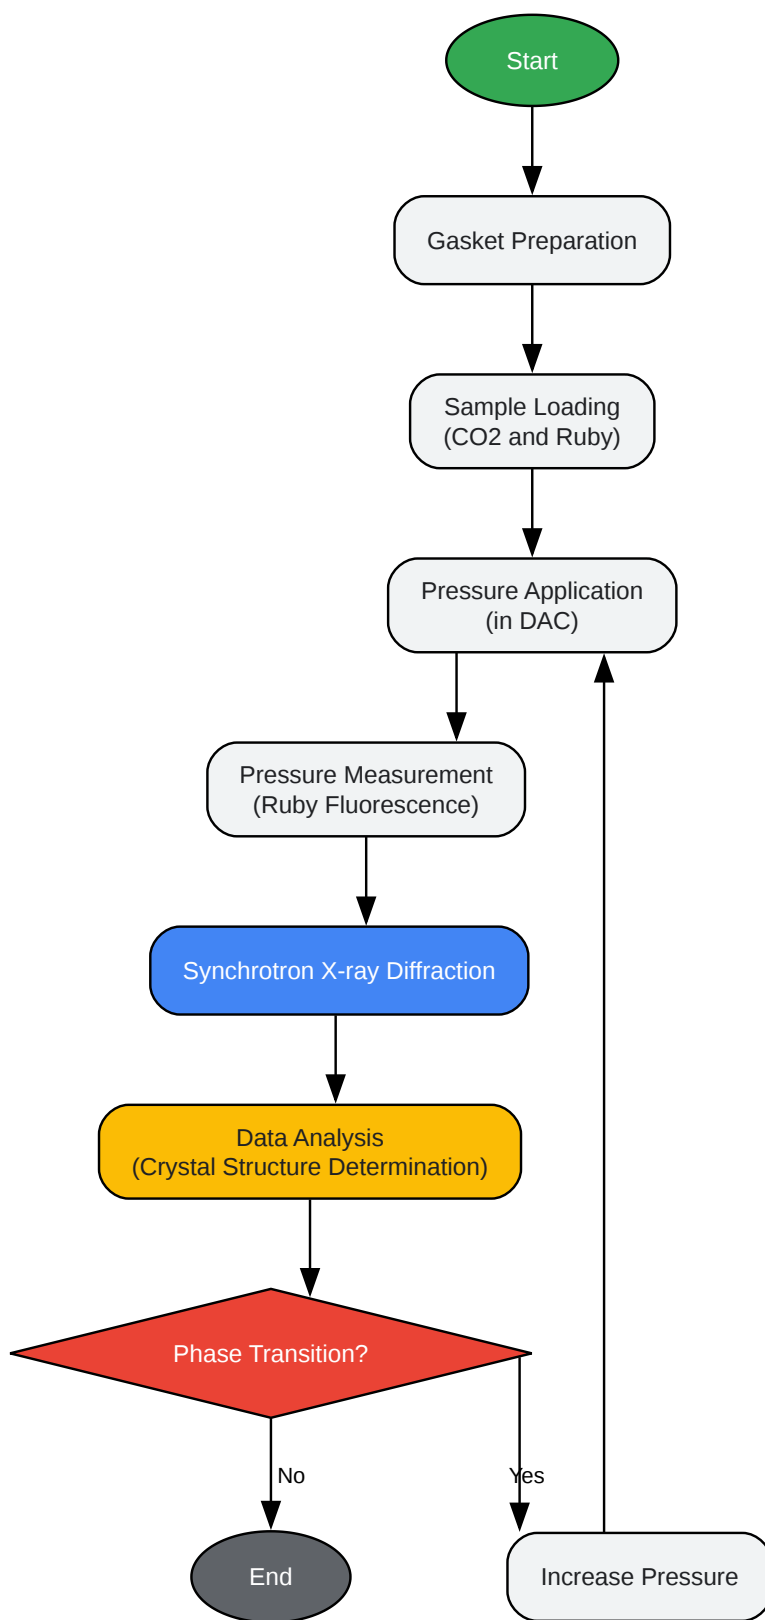 Start
Gasket Preparation
Sample Loading
(CO2 and Ruby)
Pressure Application
(in DAC)
Pressure Measurement
(Ruby Fluorescence)
Synchrotron X-ray Diffraction
Data Analysis
(Crystal Structure Determination)
Phase Transition?
No
Yes
End
Increase Pressure